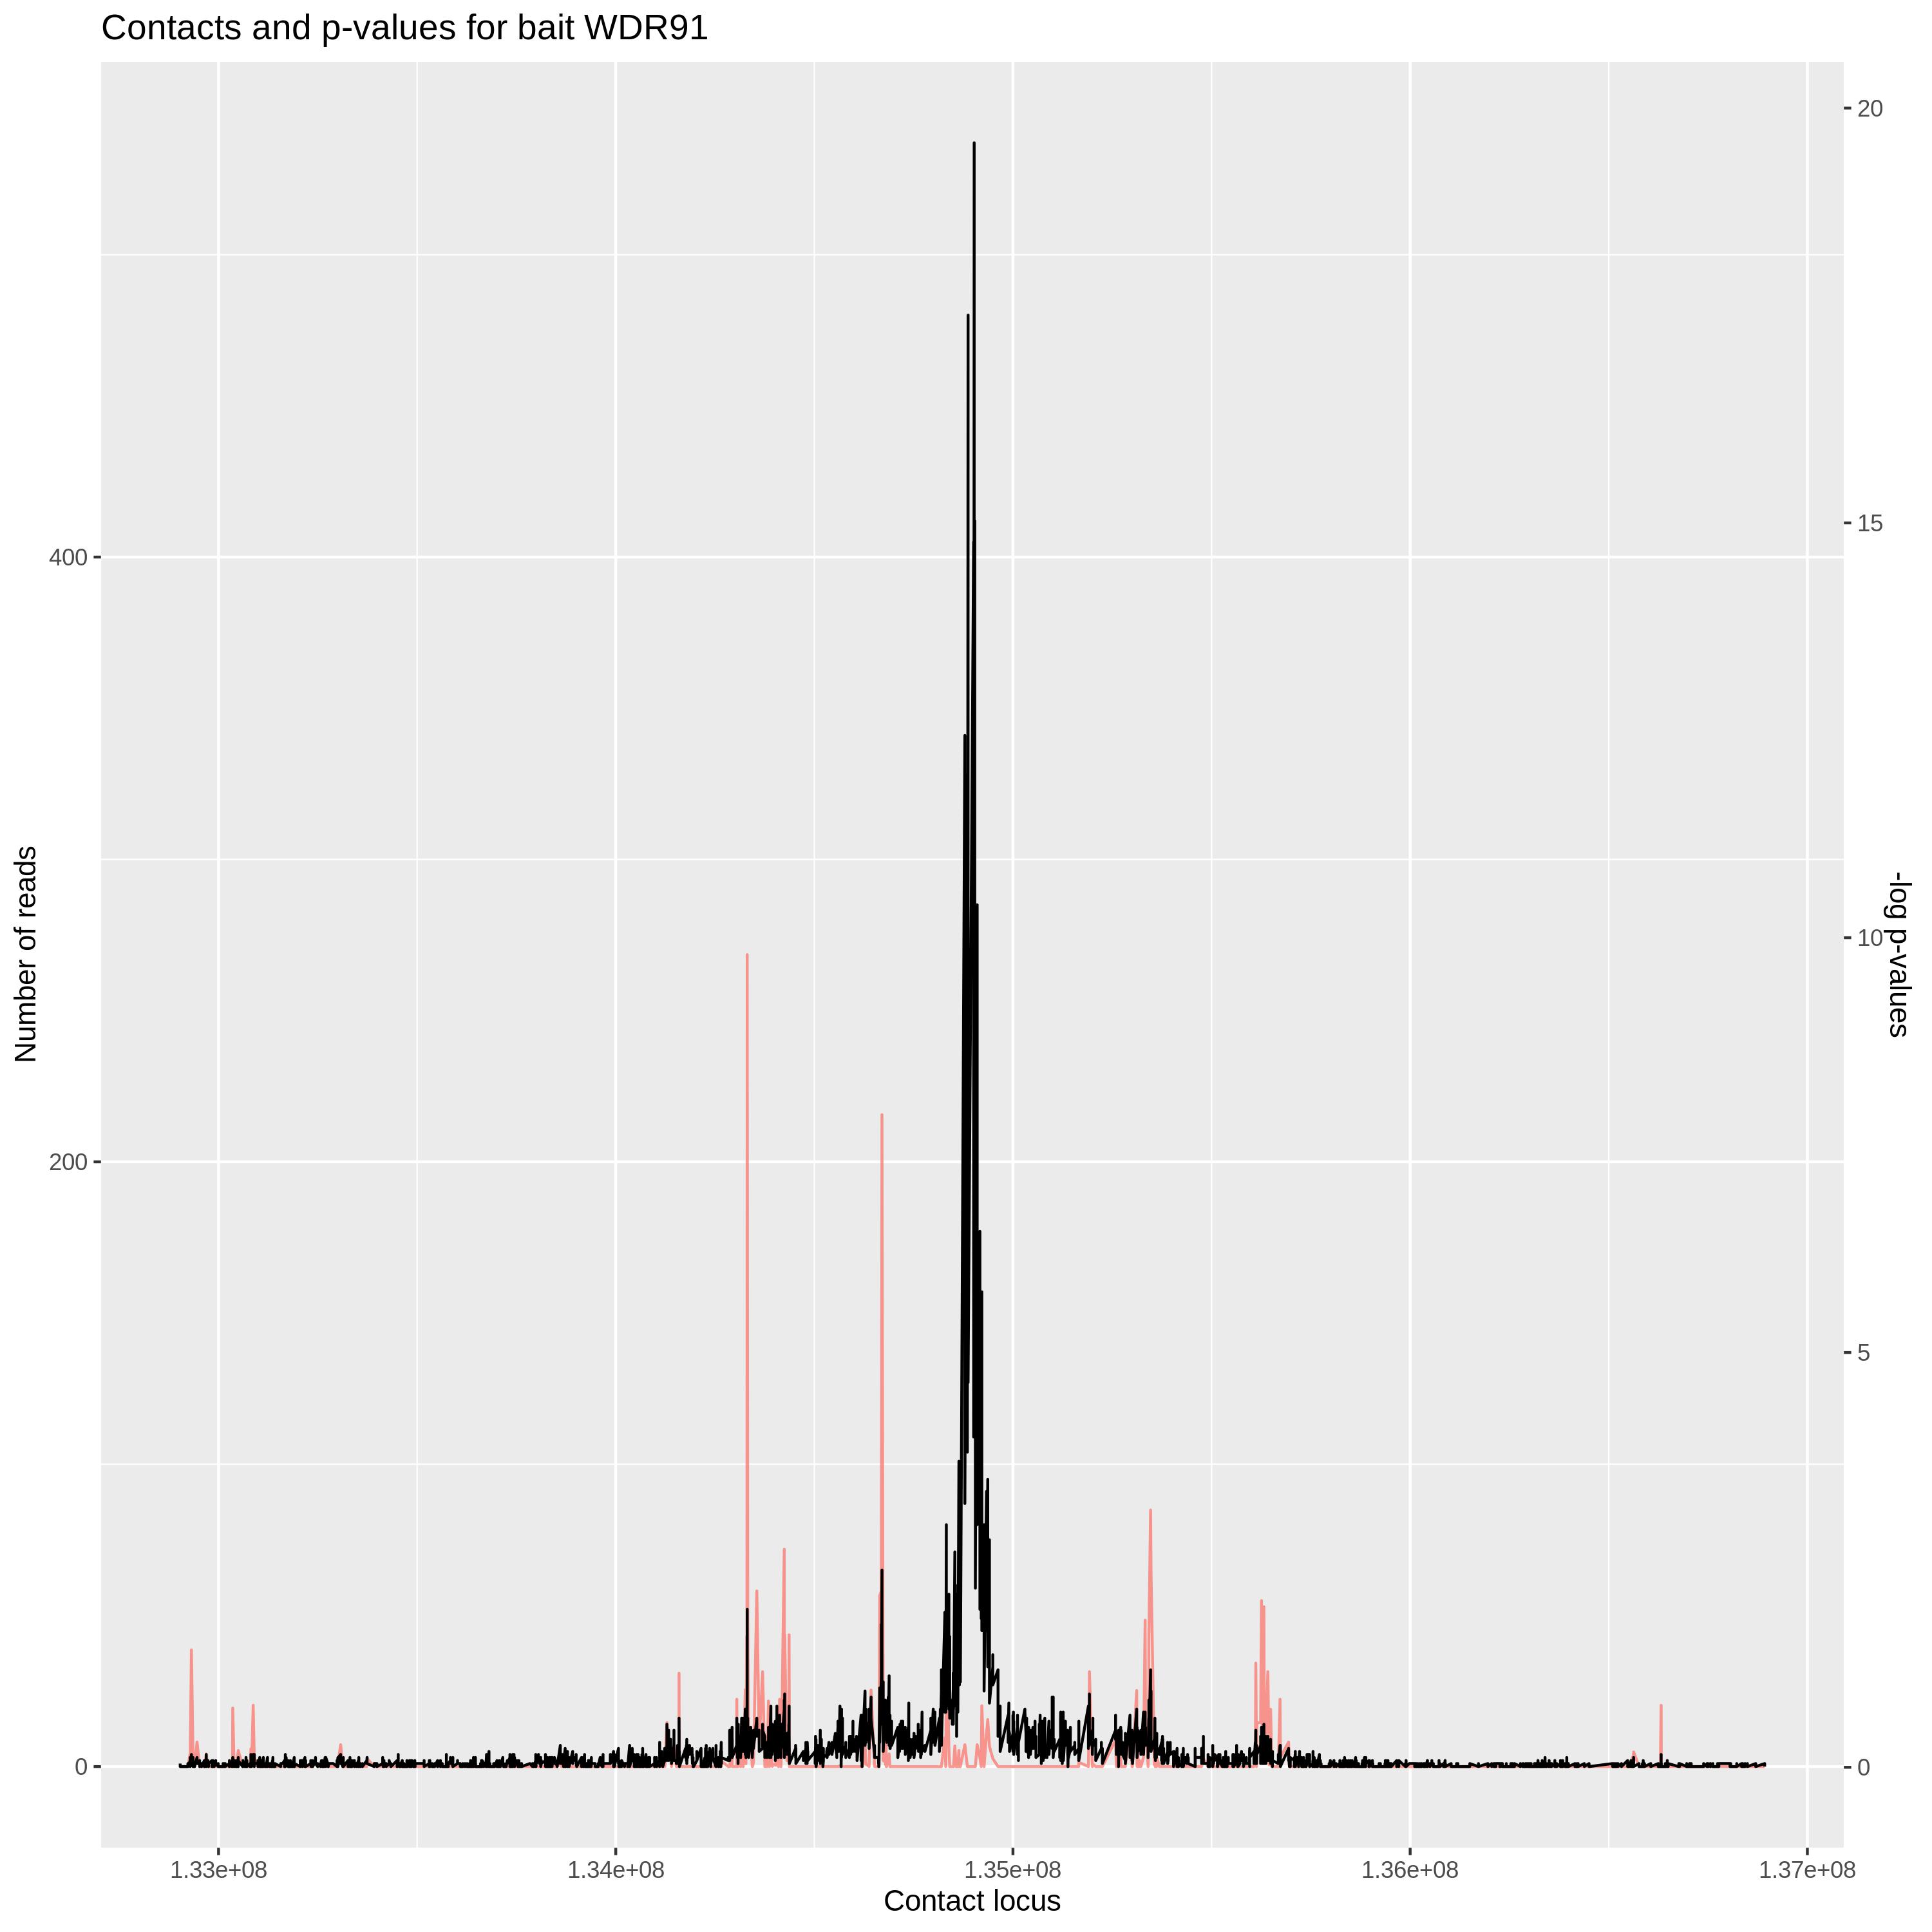 Contacts and p-values for bait WDR91
Number of reads
400
200
0
20
15
10
5
0
-log p-values
1.33e+08
1.34e+08
1.35e+08
1.36e+08
1.37e+08
Contact locus